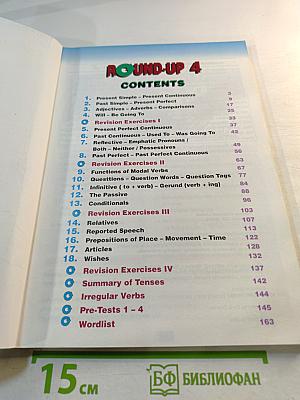 ROUND-UP 4
CONTENTS
1. Present Simple – Present Continuous 3
2. Past Simple – Present Perfect 9
3. Adjectives – Adverbs – Comparisons 17
4. Will – Be Going To 25
Revision Exercises I 33
5. Present Perfect Continuous 37
6. Past Continuous – Used To – Was Going To 42
7. Reflective – Emphatic Pronouns /
Both – Neither / Possessives 49
8. Past Perfect – Past Perfect Continuous 56
Revision Exercises II 63
9. Functions of Modal Verbs 67
10. Questions – Question Words – Question Tags 77
11. Infinitive ( to + verb) – Gerund (verb + ing) 84
12. The Passive 88
13. Conditionals 96
Revision Exercises III 103
14. Relatives 107
15. Reported Speech 113
16. Prepositions of Place – Movement – Time 122
17. Articles 128
18. Wishes 132
Revision Exercises IV 137
Summary of Tenses 142
Irregular Verbs 144
Pre-Tests 1 – 4 145
Wordlist 163
15 см
БФ БИБЛИОФАН